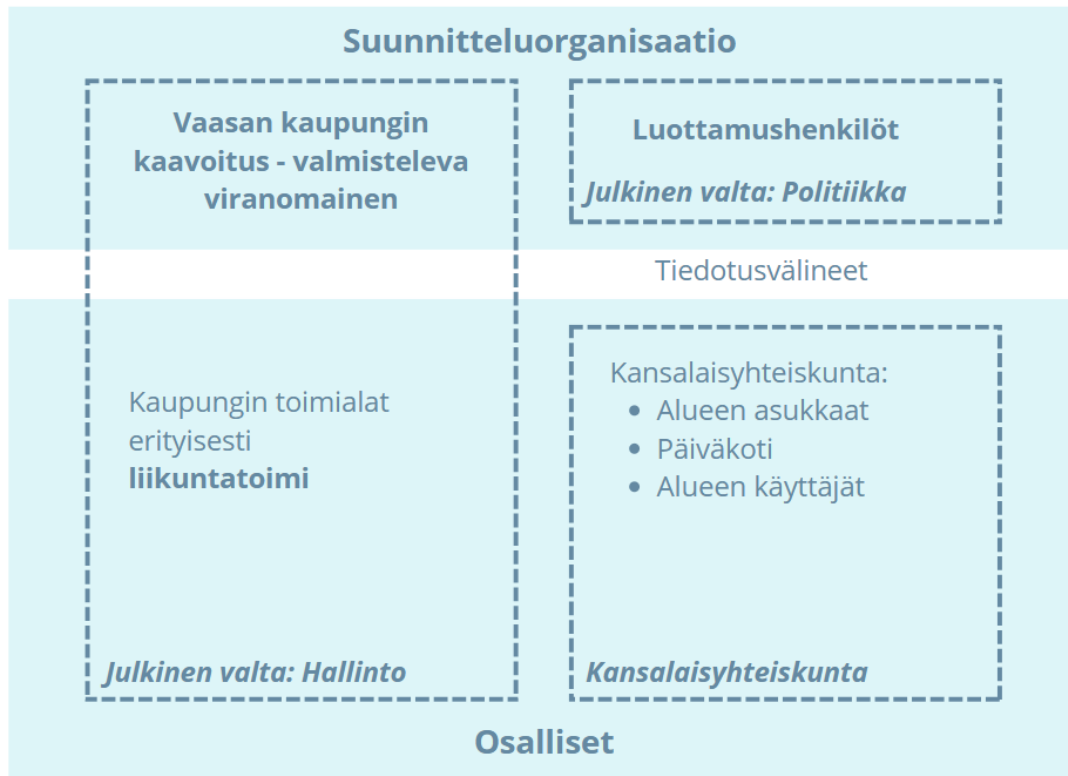 Suunnitteluorganisaatio
Vaasan kaupungin
kaavoitus - valmisteleva
viranomainen
Luottamushenkilöt
Julkinen valta: Politiikka
Tiedotusvälineet
Kaupungin toimialat
erityisesti
liikuntatoimi
Julkinen valta: Hallinto
Kansalaisyhteiskunta:
• Alueen asukkaat
• Päiväkoti
• Alueen käyttäjät
Kansalaisyhteiskunta
Osalliset